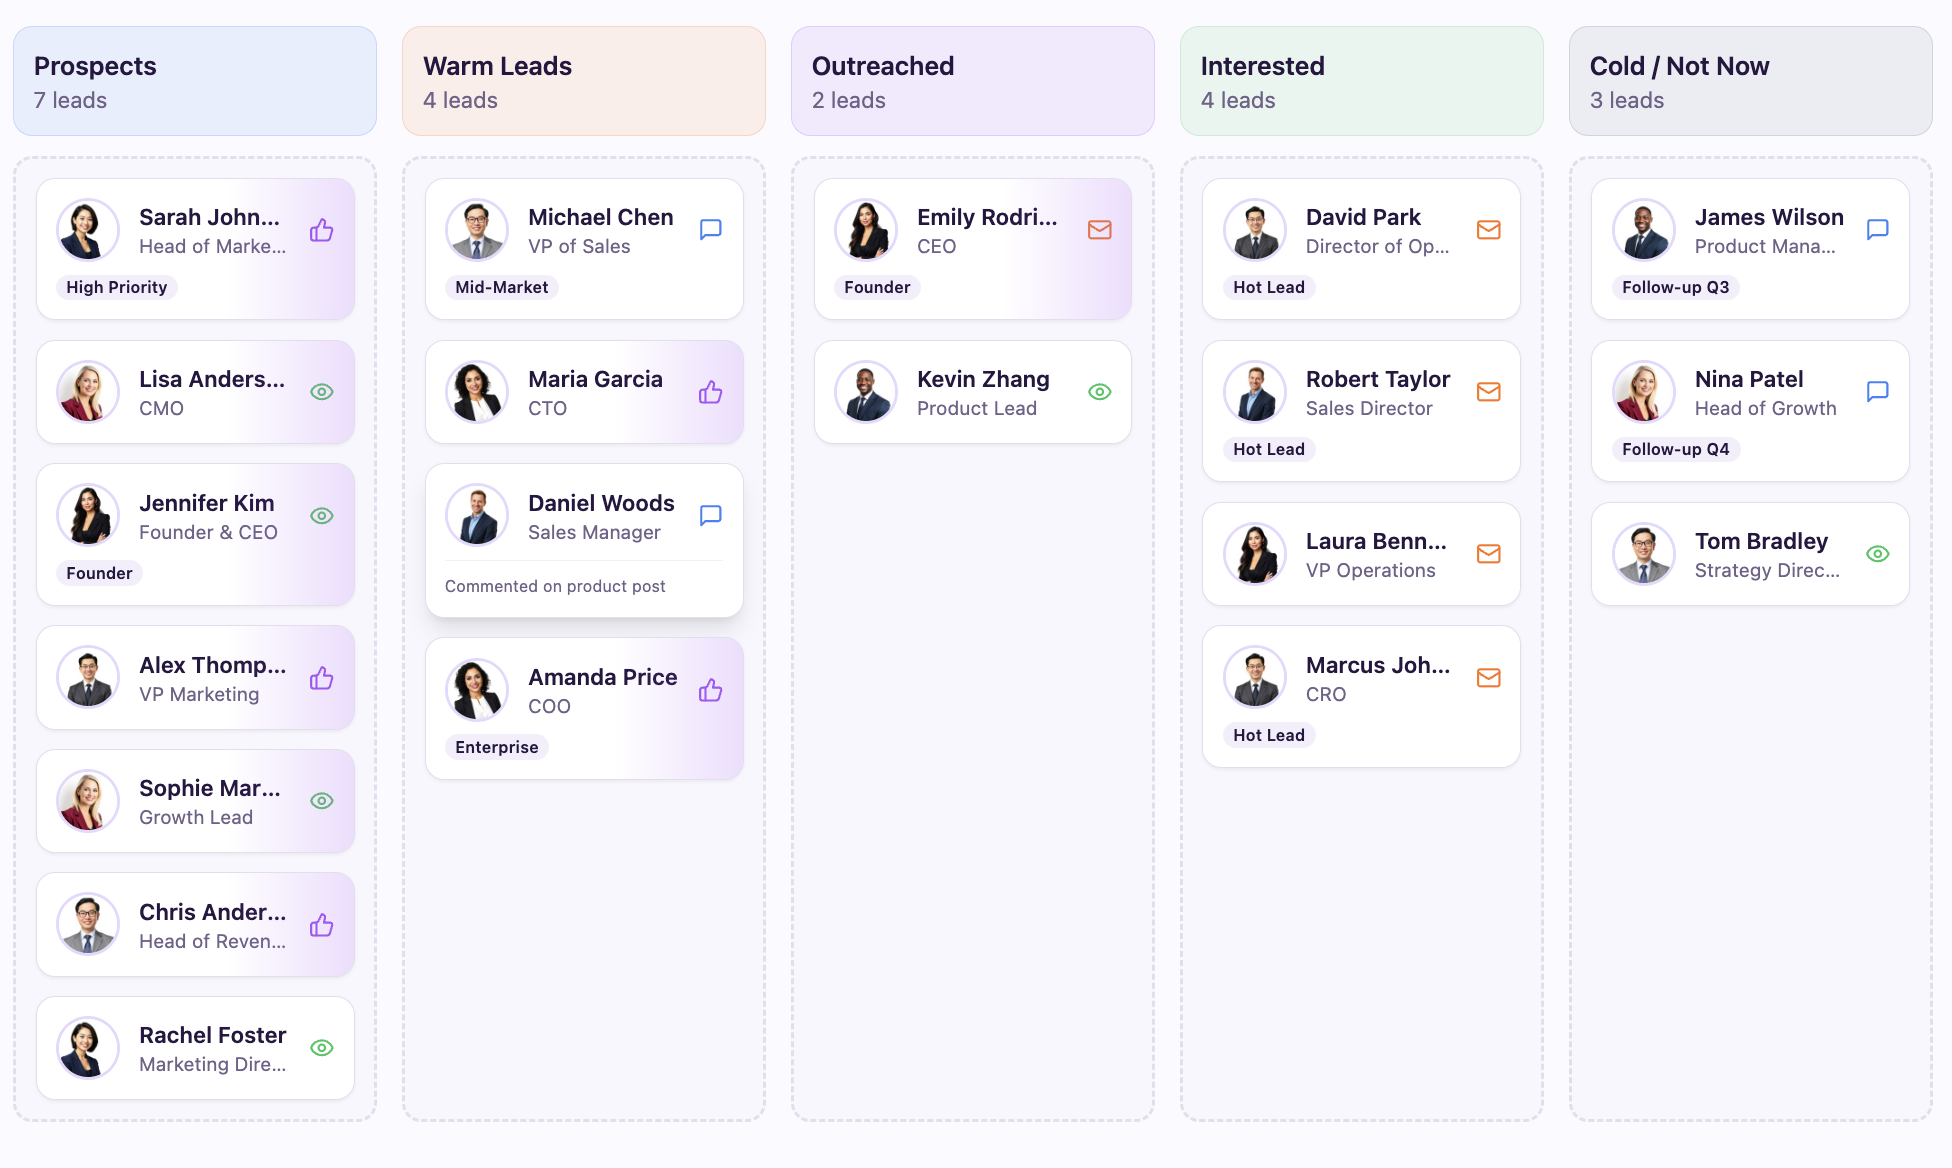 Prospects
7 leads
Sarah John...
Head of Marke...
High Priority
Lisa Anders...
CMO
Jennifer Kim
Founder & CEO
Founder
Alex Thomp...
VP Marketing
Sophie Mar...
Growth Lead
Chris Ander...
Head of Reven...
Rachel Foster
Marketing Dire...
Warm Leads
4 leads
Michael Chen
VP of Sales
Mid-Market
Maria Garcia
CTO
Daniel Woods
Sales Manager
Commented on product post
Amanda Price
COO
Enterprise
Outreached
2 leads
Emily Rodri...
CEO
Founder
Kevin Zhang
Product Lead
Interested
4 leads
David Park
Director of Op...
Hot Lead
Robert Taylor
Sales Director
Hot Lead
Laura Benn...
VP Operations
Marcus Joh...
CRO
Hot Lead
Cold / Not Now
3 leads
James Wilson
Product Mana...
Follow-up Q3
Nina Patel
Head of Growth
Follow-up Q4
Tom Bradley
Strategy Direc...